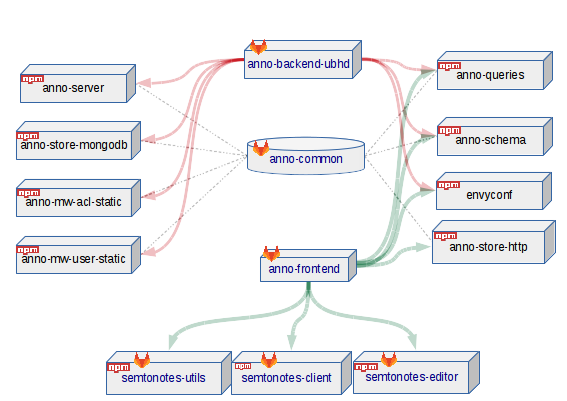 anno-backend-ubhd
npm
anno-server
npm
anno-queries
npm
anno-store-mongodb
npm
anno-schema
anno-common
npm
anno-mw-acl-static
npm
envyconf
npm
anno-mw-user-static
npm
anno-store-http
anno-frontend
npm
semtonotes-utils
npm
semtonotes-client
npm
semtonotes-editor